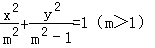 x²/m² + y²/m²-1 =1 (m＞1)